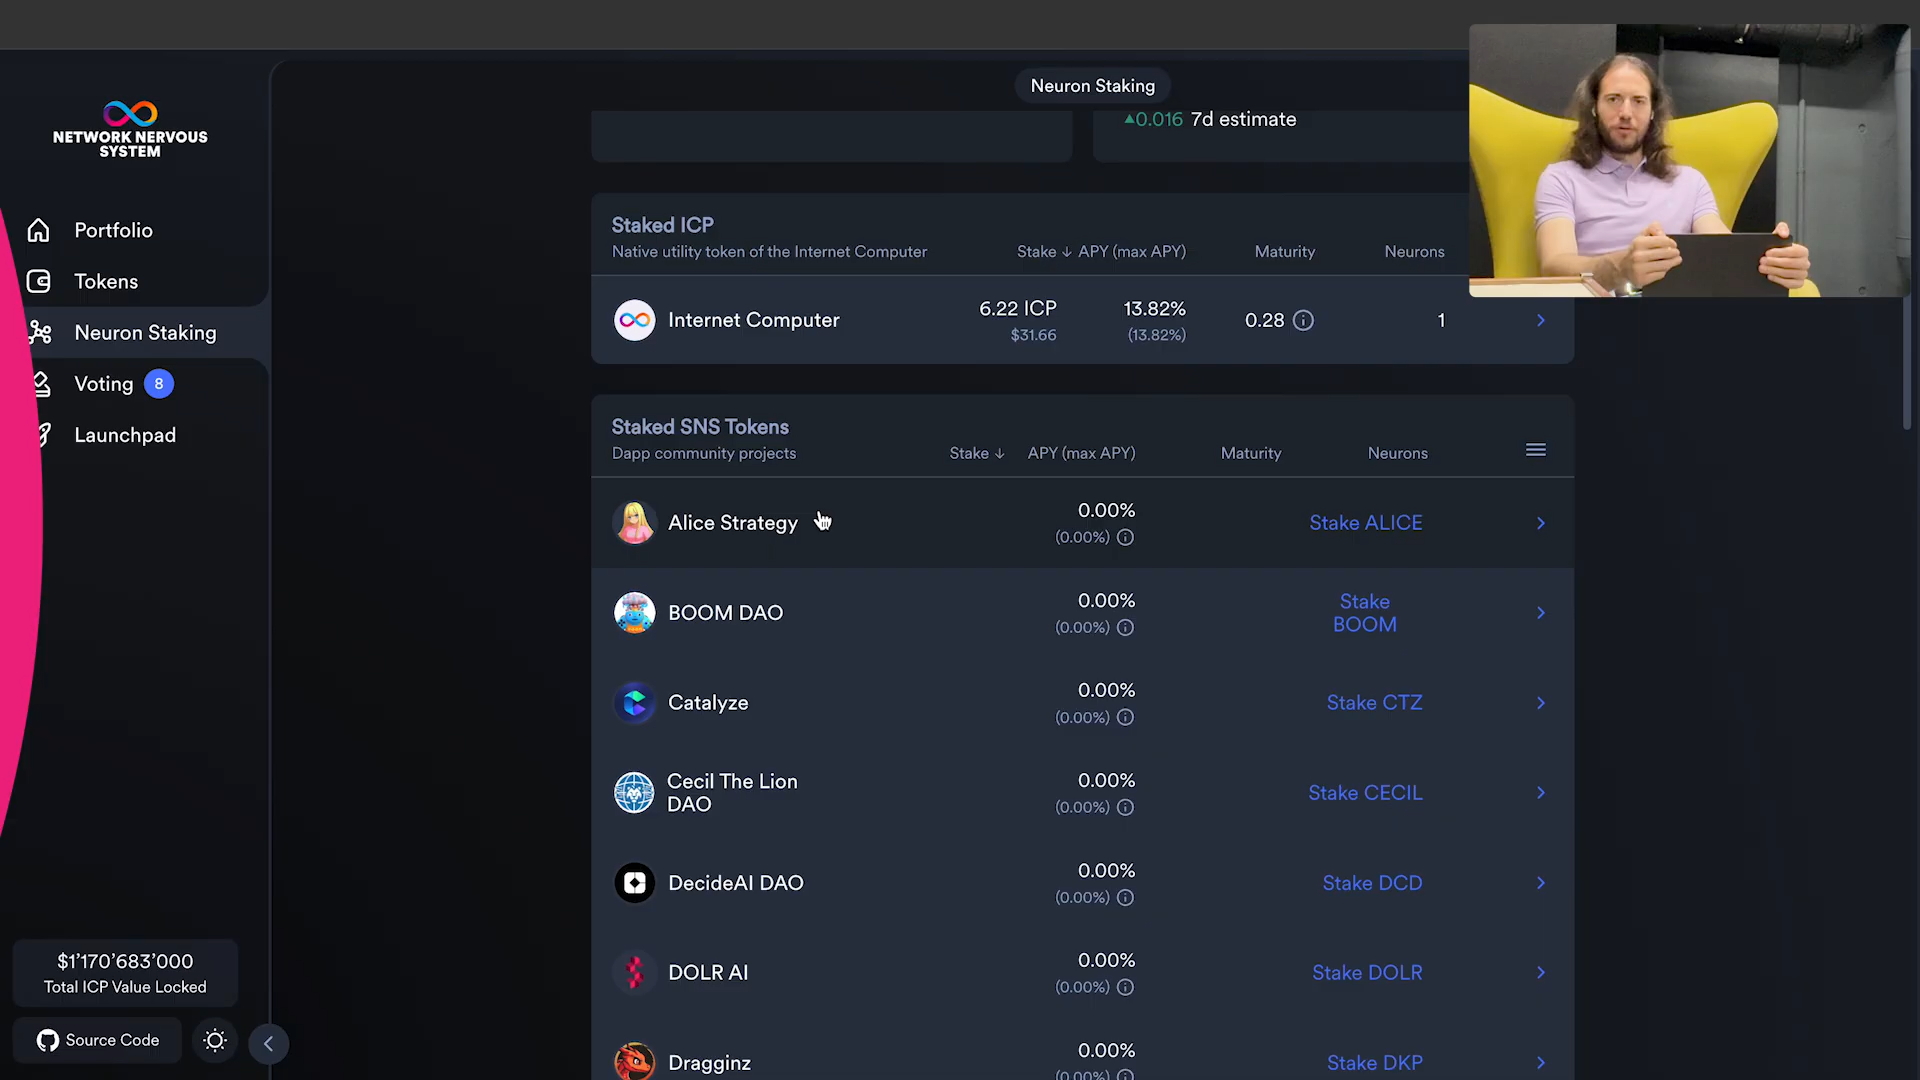 NETWORK NERVOUS
SYSTEM
Portfolio
Tokens
Neuron Staking
Voting 8
Launchpad
$1’170’683’000
Total ICP Value Locked
Source Code
Neuron Staking
0.016 7d estimate
Staked ICP
Native utility token of the Internet Computer Stake APY (max APY) Maturity Neurons
Internet Computer 6.22 ICP 13.82% 0.28 1
$31.66 (13.82%)
Staked SNS Tokens
Dapp community projects Stake APY (max APY) Maturity Neurons
Alice Strategy 0.00% Stake ALICE
(0.00%)
BOOM DAO 0.00% Stake
BOOM
(0.00%)
Catalyze 0.00% Stake CTZ
(0.00%)
Cecil The Lion
DAO 0.00% Stake CECIL
(0.00%)
DecideAI DAO 0.00% Stake DCD
(0.00%)
DOLR AI 0.00% Stake DOLR
(0.00%)
Dragginz 0.00% Stake DKP
(0.00%)